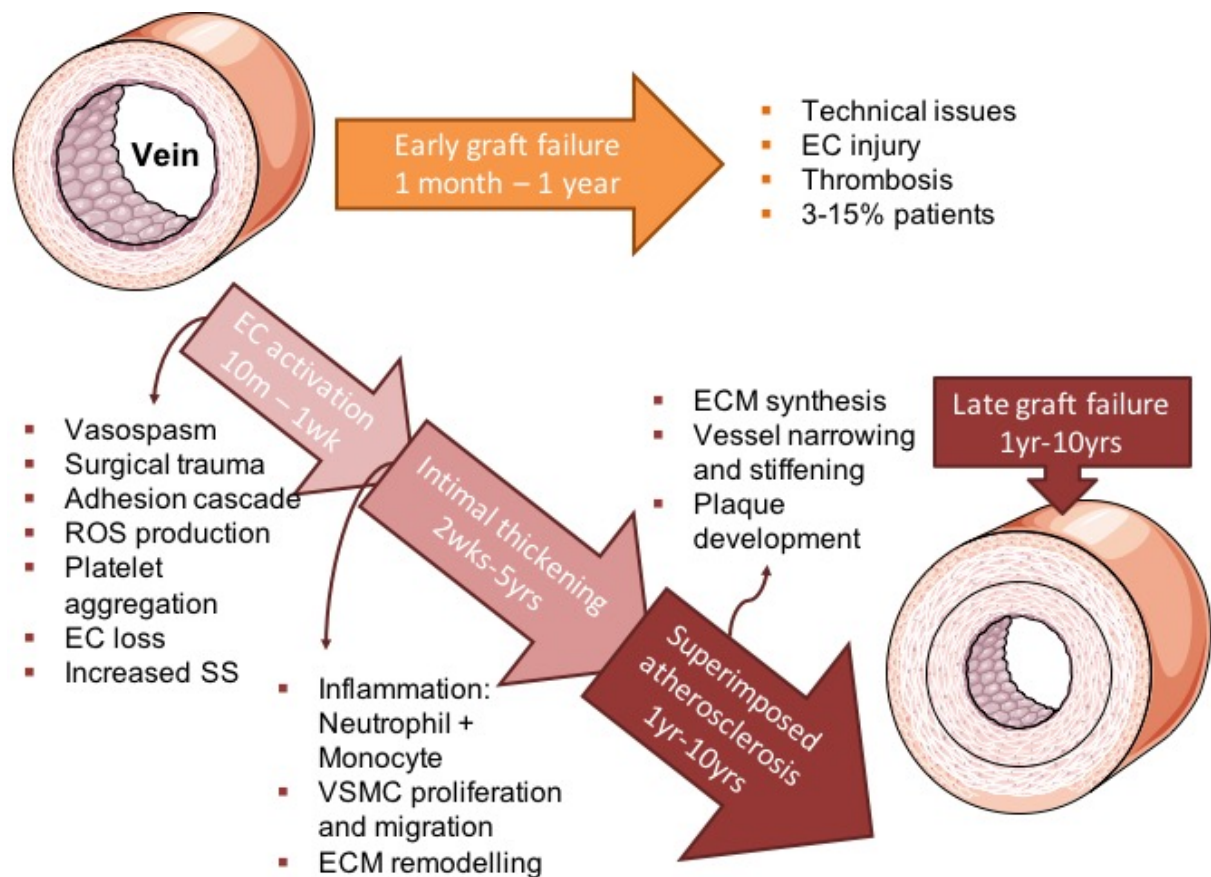 Vein
Early graft failure
1 month – 1 year
▪ Technical issues
▪ EC injury
▪ Thrombosis
▪ 3-15% patients
EC activation
10m – 1wk
▪ Vasospasm
▪ Surgical trauma
▪ Adhesion cascade
▪ ROS production
▪ Platelet
aggregation
▪ EC loss
▪ Increased SS
Intimal thickening
2wks-5yrs
▪ Inflammation:
Neutrophil +
Monocyte
▪ VSMC proliferation
and migration
▪ ECM remodelling
Superimposed
atherosclerosis
1yr-10yrs
▪ ECM synthesis
▪ Vessel narrowing
and stiffening
▪ Plaque
development
Late graft failure
1yr-10yrs